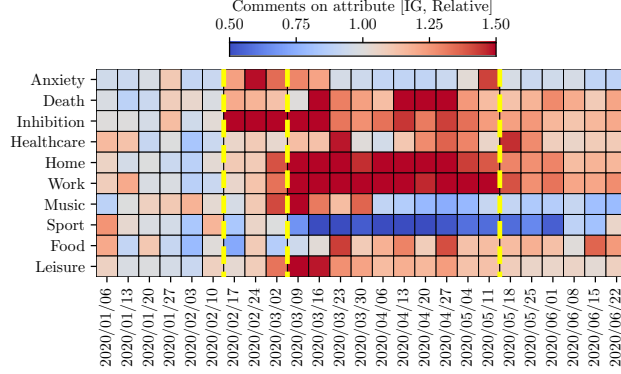 Comments on attribute [IG, Relative]
0.50 0.75 1.00 1.25 1.50
Anxiety
Death
Inhibition
Healthcare
Home
Work
Music
Sport
Food
Leisure
2020/01/06
2020/01/13
2020/01/20
2020/01/27
2020/02/03
2020/02/10
2020/02/17
2020/02/24
2020/03/02
2020/03/09
2020/03/16
2020/03/23
2020/03/30
2020/04/06
2020/04/13
2020/04/20
2020/04/27
2020/05/04
2020/05/11
2020/05/18
2020/05/25
2020/06/01
2020/06/08
2020/06/15
2020/06/22